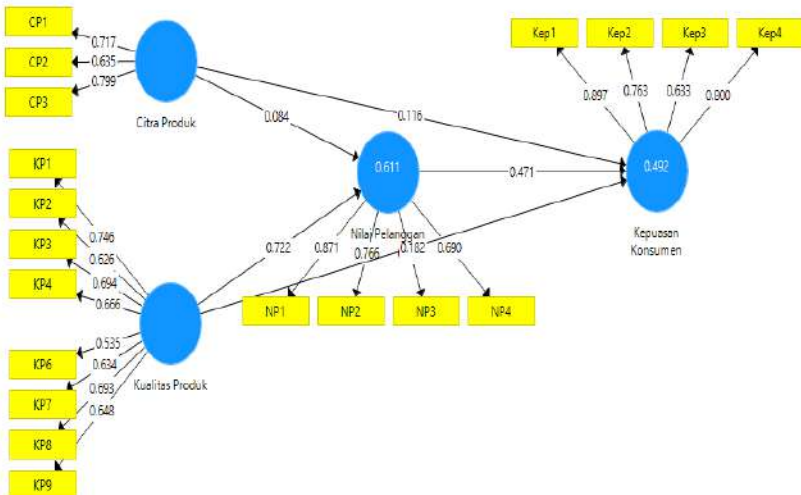 CP1
CP2
CP3
0.717
0.635
0.799
Citra Produk
Kep1
Kep2
Kep3
Kep4
0.897
0.763
0.633
0.900
0.084
0.116
0.611
0.471
0.492
Nilai Pelanggan
Kepuasan
Konsumen
KP1
KP2
KP3
KP4
0.746
0.626
0.694
0.666
0.722
0.871
0.766
0.182
0.690
NP1
NP2
NP3
NP4
KP6
KP7
KP8
KP9
0.535
0.634
0.693
0.648
Kualitas Produk